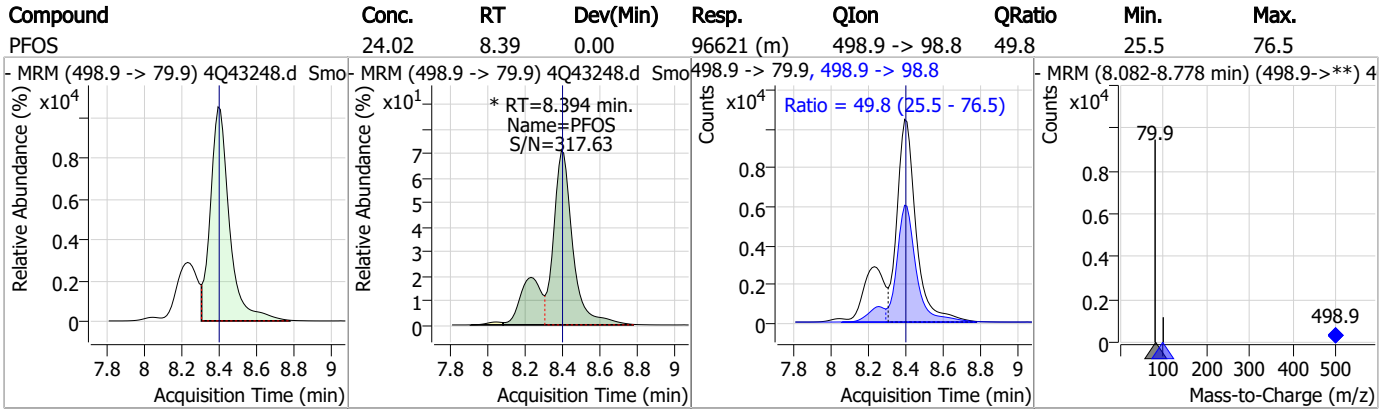 Compound Conc. RT Dev(Min) Resp. QIon QRatio Min. Max.
PFOS 24.02 8.39 0.00 96621 (m) 498.9 -> 98.8 49.8 25.5 76.5
- MRM (498.9 -> 79.9) 4Q43248.d Smo
Relative Abundance (%)
x10⁴
0.8
0.6
0.4
0.2
0
7.8 8 8.2 8.4 8.6 8.8 9
Acquisition Time (min)
- MRM (498.9 -> 79.9) 4Q43248.d Smo
Relative Abundance (%)
x10¹
* RT=8.394 min.
Name=PFOS
S/N=317.63
7
6
5
4
3
2
1
0
7.8 8 8.2 8.4 8.6 8.8 9
Acquisition Time (min)
498.9 -> 79.9, 498.9 -> 98.8
Counts
x10⁴
Ratio = 49.8 (25.5 - 76.5)
0.8
0.6
0.4
0.2
0
7.8 8 8.2 8.4 8.6 8.8 9
Acquisition Time (min)
- MRM (8.082-8.778 min) (498.9->**) 4
Counts
x10⁴
79.9
0.8
0.6
0.4
0.2
0
498.9
100 200 300 400 500
Mass-to-Charge (m/z)